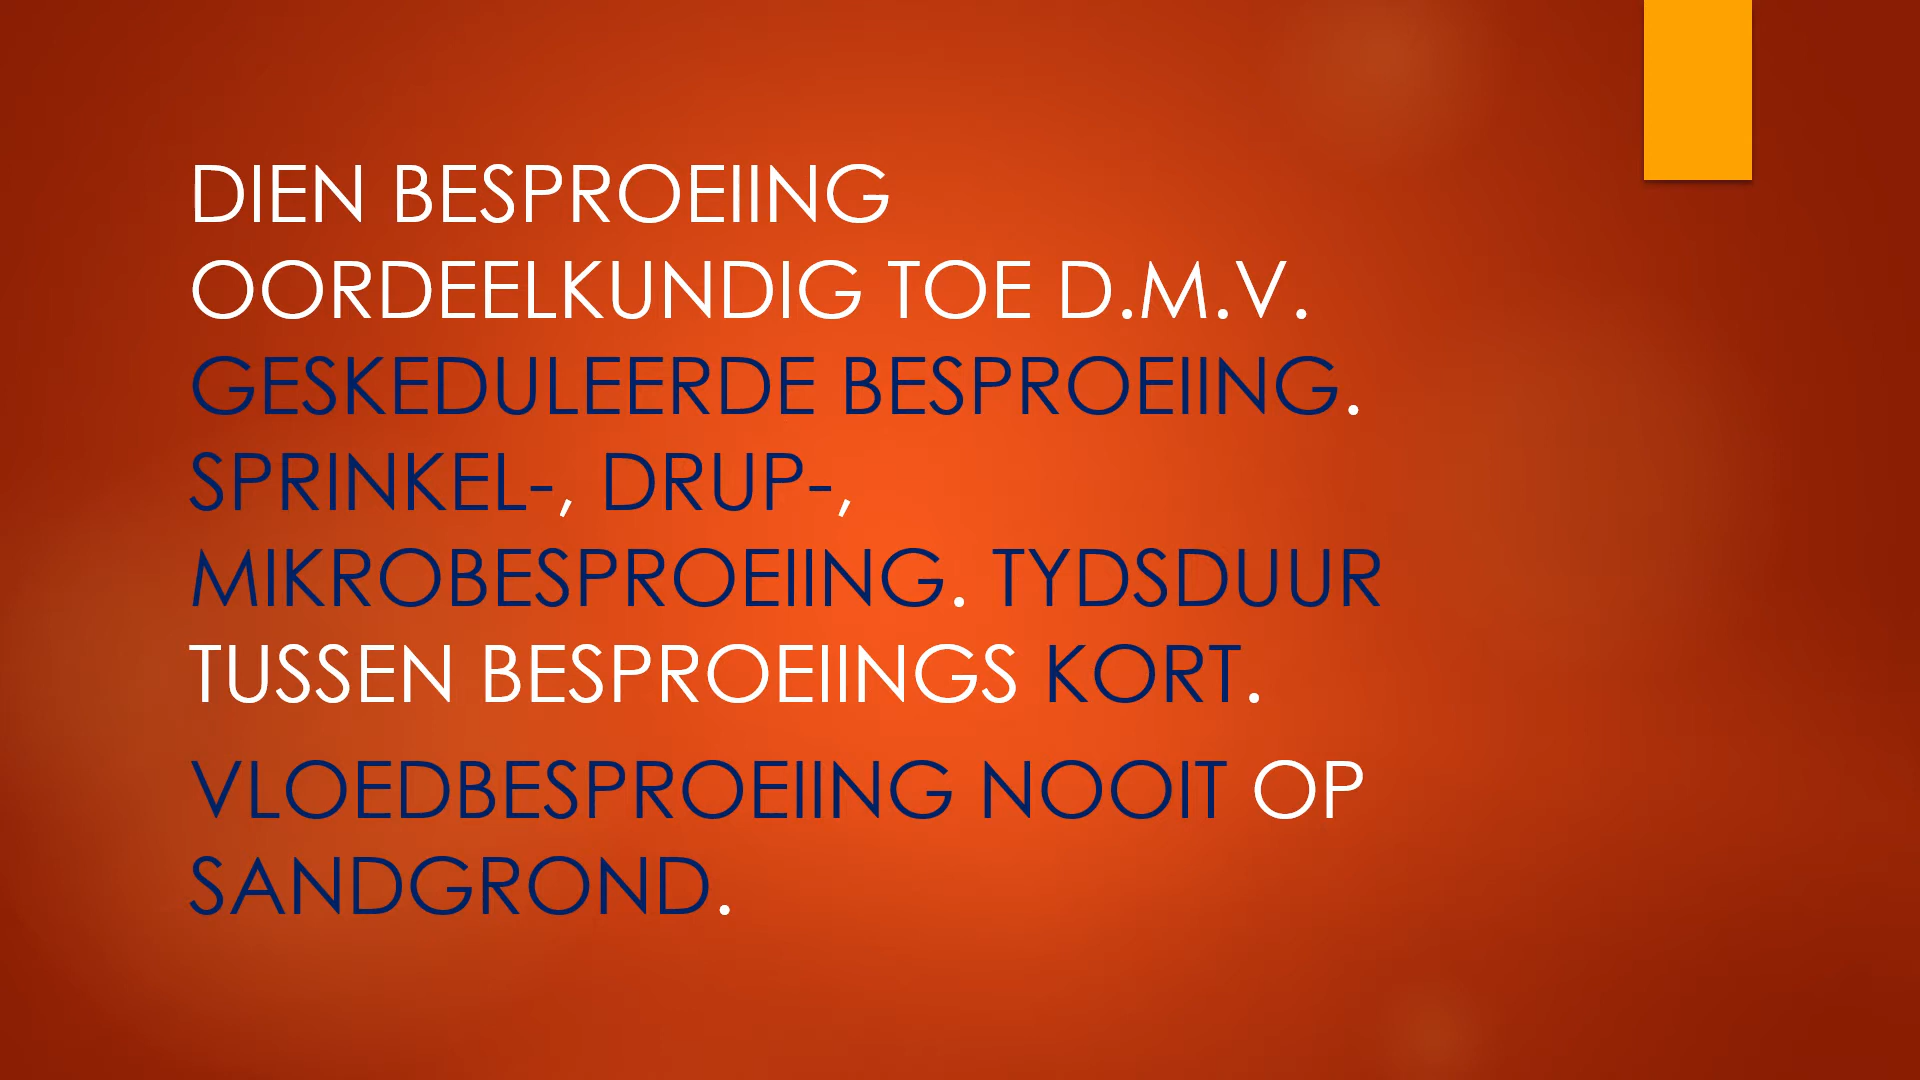 DIEN BESPROEIING
OORDEELKUNDIG TOE D.M.V.
GESKEDULEERDE BESPROEIING.
SPRINKEL-, DRUP-,
MIKROBESPROEIING. TYDSDUUR
TUSSEN BESPROEIINGS KORT.
VLOEDBESPROEIING NOOIT OP
SANDGROND.